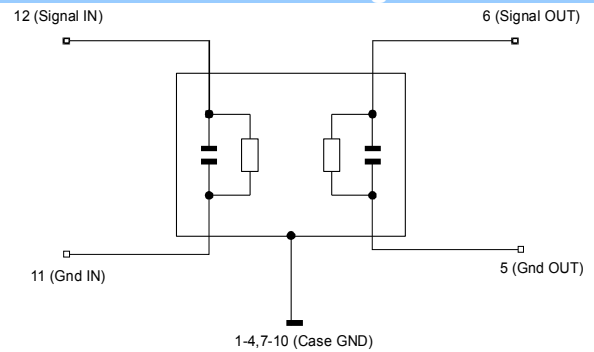 12 (Signal IN)
6 (Signal OUT)
11 (Gnd IN)
5 (Gnd OUT)
1-4,7-10 (Case GND)